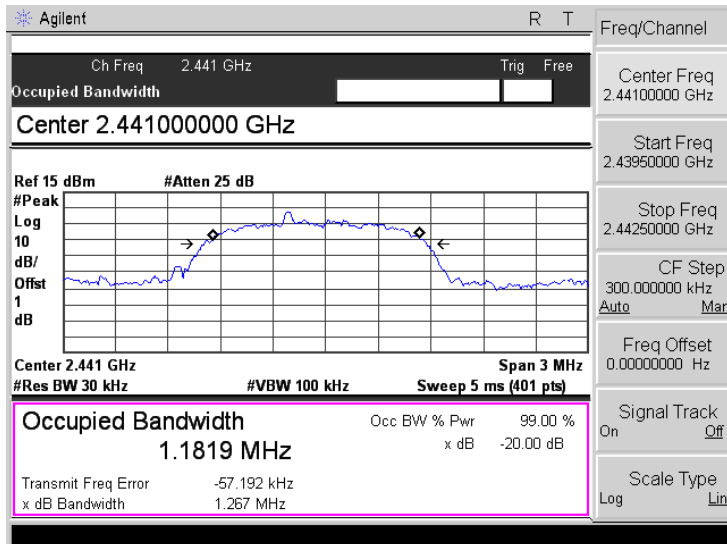 Agilent R T
Freq/Channel
Ch Freq 2.441 GHz Trig Free
Occupied Bandwidth
Center 2.441000000 GHz
Ref 15 dBm #Atten 25 dB
#Peak
Log
10
dB/
Offst
1
dB
Center 2.441 GHz Span 3 MHz
#Res BW 30 kHz #VBW 100 kHz Sweep 5 ms (401 pts)
Occupied Bandwidth Occ BW % Pwr 99.00 %
1.1819 MHz x dB -20.00 dB
Transmit Freq Error -57.192 kHz
x dB Bandwidth 1.267 MHz
Center Freq
2.44100000 GHz
Start Freq
2.43950000 GHz
Stop Freq
2.44250000 GHz
CF Step
300.000000 kHz
Auto Man
Freq Offset
0.00000000 Hz
Signal Track
On Off
Scale Type
Log Lin